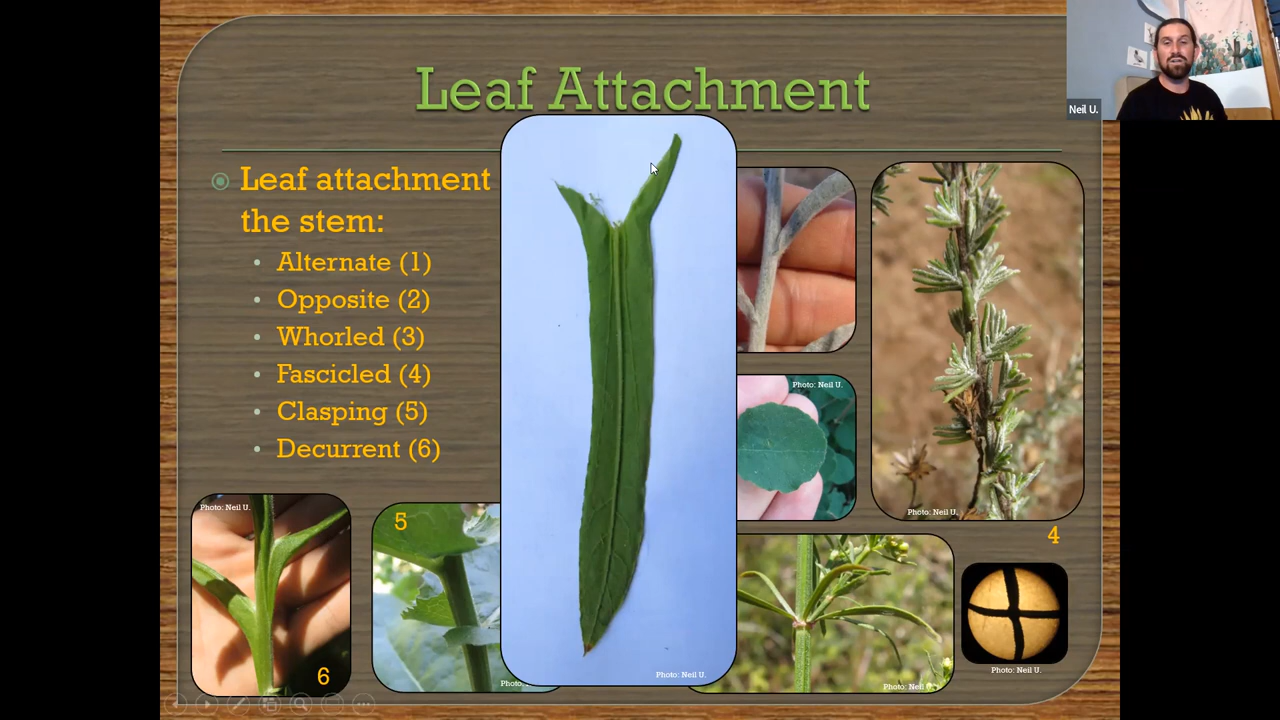 Leaf Attachment
Neil U.
Leaf attachment
the stem:
Alternate (1)
Opposite (2)
Whorled (3)
Fascicled (4)
Clasping (5)
Decurrent (6)
Photo: Neil U.
Photo: Neil U.
4
Photo: Neil U.
5
6
Photo:
Photo: Neil U.
Photo: Neil U.
Photo: Neil U.